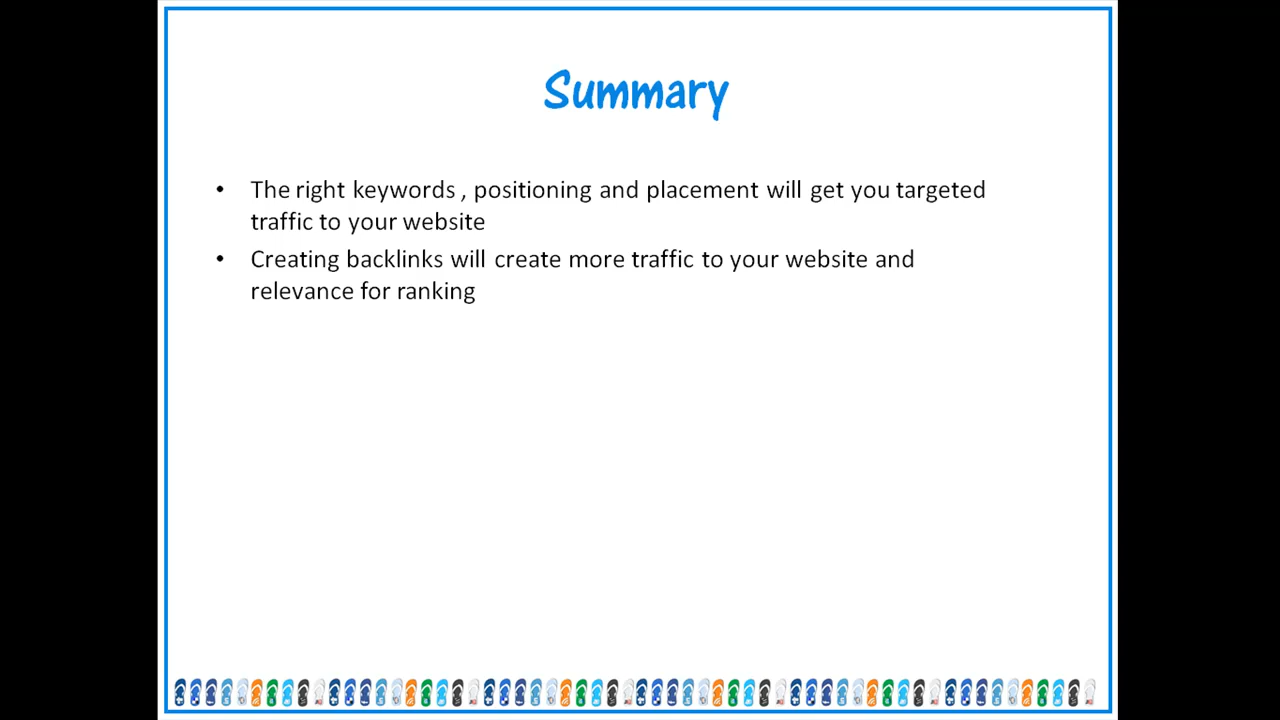 Summary
• The right keywords , positioning and placement will get you targeted
traffic to your website
• Creating backlinks will create more traffic to your website and
relevance for ranking